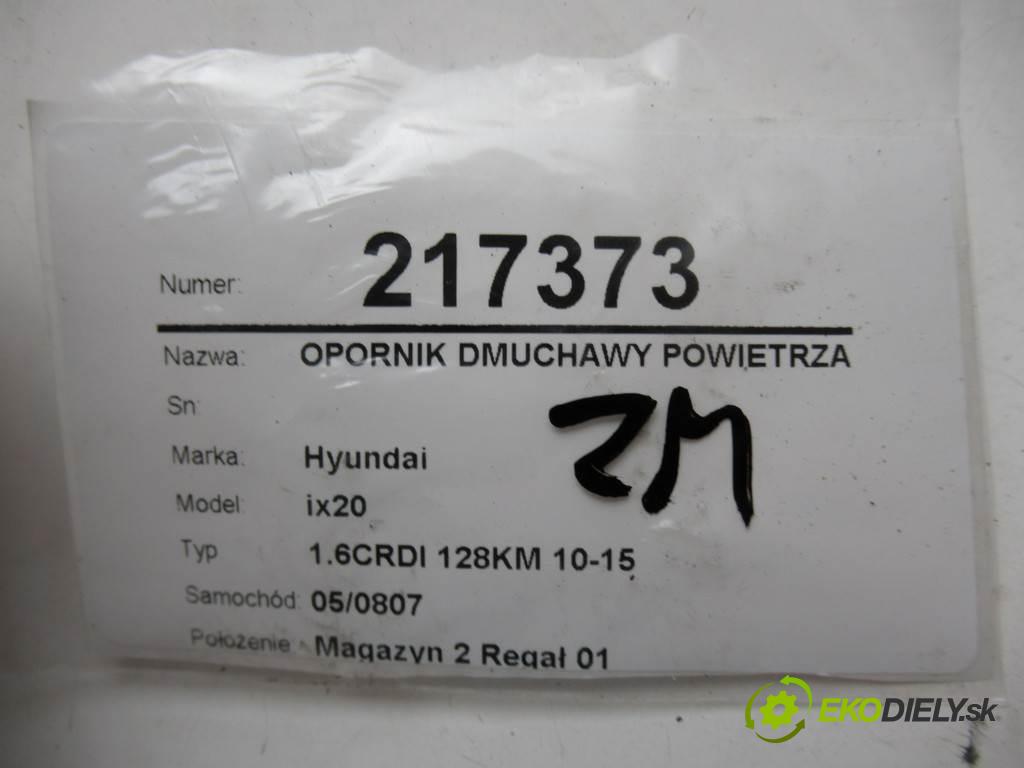 Numer: 217373
Nazwa: OPORNIK DMUCHAWY POWIETRZA
Sn:
ZM
Marka: Hyundai
Model: ix20
Typ 1.6CRDI 128KM 10-15
Samochód: 05/0807
Położenie: Magazyn 2 Regał 01
EKODIELY.sk